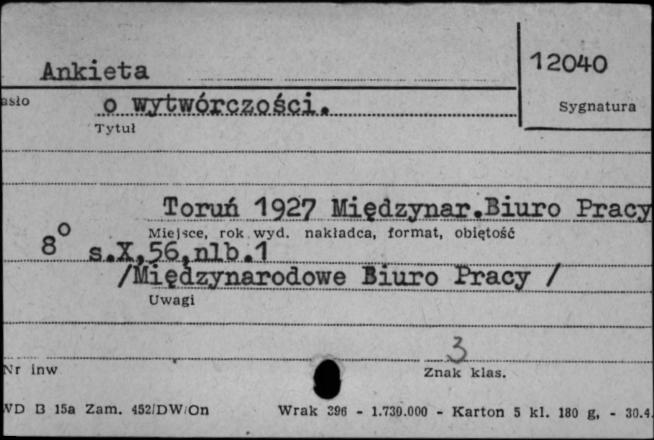 Ankieta
12040
asło
o wytwórczości.
Sygnatura
Tytuł
Toruń 1927 Międzynar.Biuro Pracy
Miejsce, rok wyd. nakładca, format, objętość
8° s.X,56,nlb.1
/Międzynarodowe Biuro Pracy /
Uwagi
3
Nr inw
Znak klas.
WD B 15a Zam. 452/DW/On Wrak 396 - 1.730.000 - Karton 5 kl. 180 g, - 30.4.